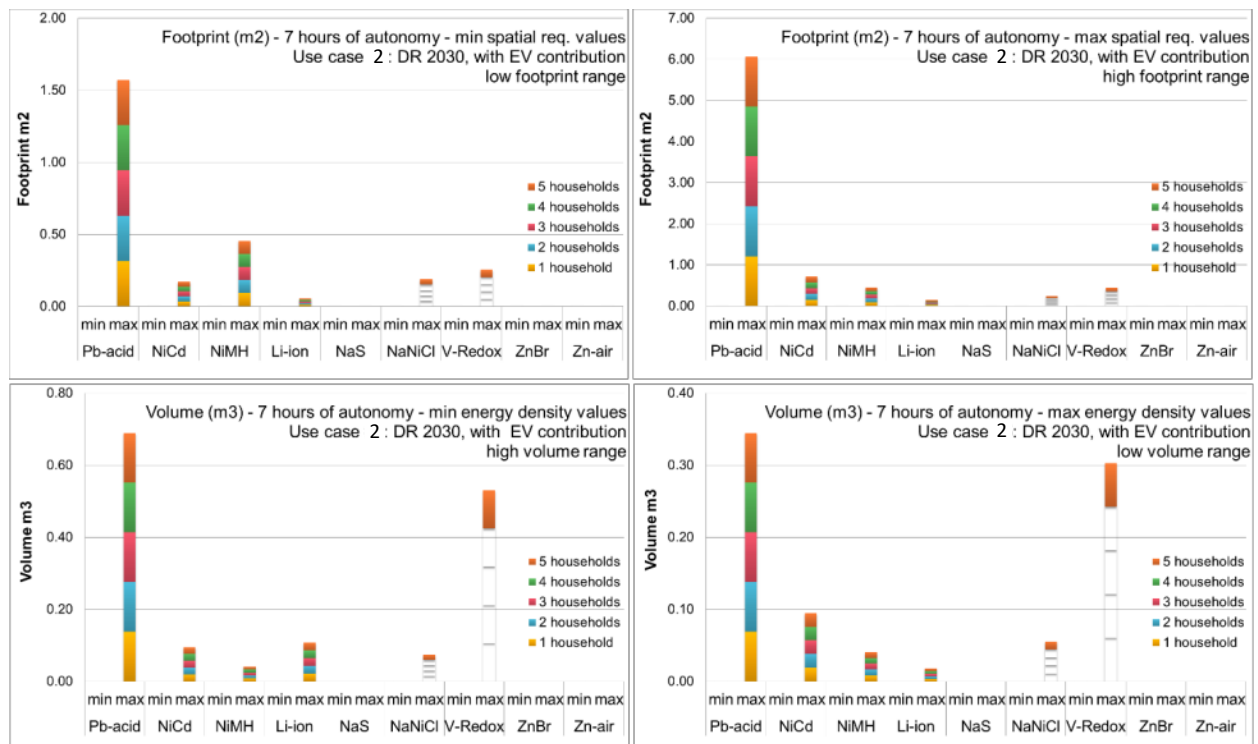 Footprint (m2) - 7 hours of autonomy - min spatial req. values
Use case 2 : DR 2030, with EV contribution
low footprint range
Footprint m2
2.00
1.50
1.00
0.50
0.00
5 households
4 households
3 households
2 households
1 household
min max min max min max min max min max min max min max min max min max
Pb-acid NiCd NiMH Li-ion NaS NaNiCl V-Redox ZnBr Zn-air
Footprint (m2) - 7 hours of autonomy - max spatial req. values
Use case 2 : DR 2030, with EV contribution
high footprint range
Footprint m2
7.00
6.00
5.00
4.00
3.00
2.00
1.00
0.00
5 households
4 households
3 households
2 households
1 household
min max min max min max min max min max min max min max min max min max
Pb-acid NiCd NiMH Li-ion NaS NaNiCl V-Redox ZnBr Zn-air
Volume (m3) - 7 hours of autonomy - min energy density values
Use case 2 : DR 2030, with EV contribution
high volume range
Volume m3
0.80
0.60
0.40
0.20
0.00
5 households
4 households
3 households
2 households
1 household
min max min max min max min max min max min max min max min max min max
Pb-acid NiCd NiMH Li-ion NaS NaNiCl V-Redox ZnBr Zn-air
Volume (m3) - 7 hours of autonomy - max energy density values
Use case 2 : DR 2030, with EV contribution
low volume range
Volume m3
0.40
0.30
0.20
0.10
0.00
5 households
4 households
3 households
2 households
1 household
min max min max min max min max min max min max min max min max min max
Pb-acid NiCd NiMH Li-ion NaS NaNiCl V-Redox ZnBr Zn-air